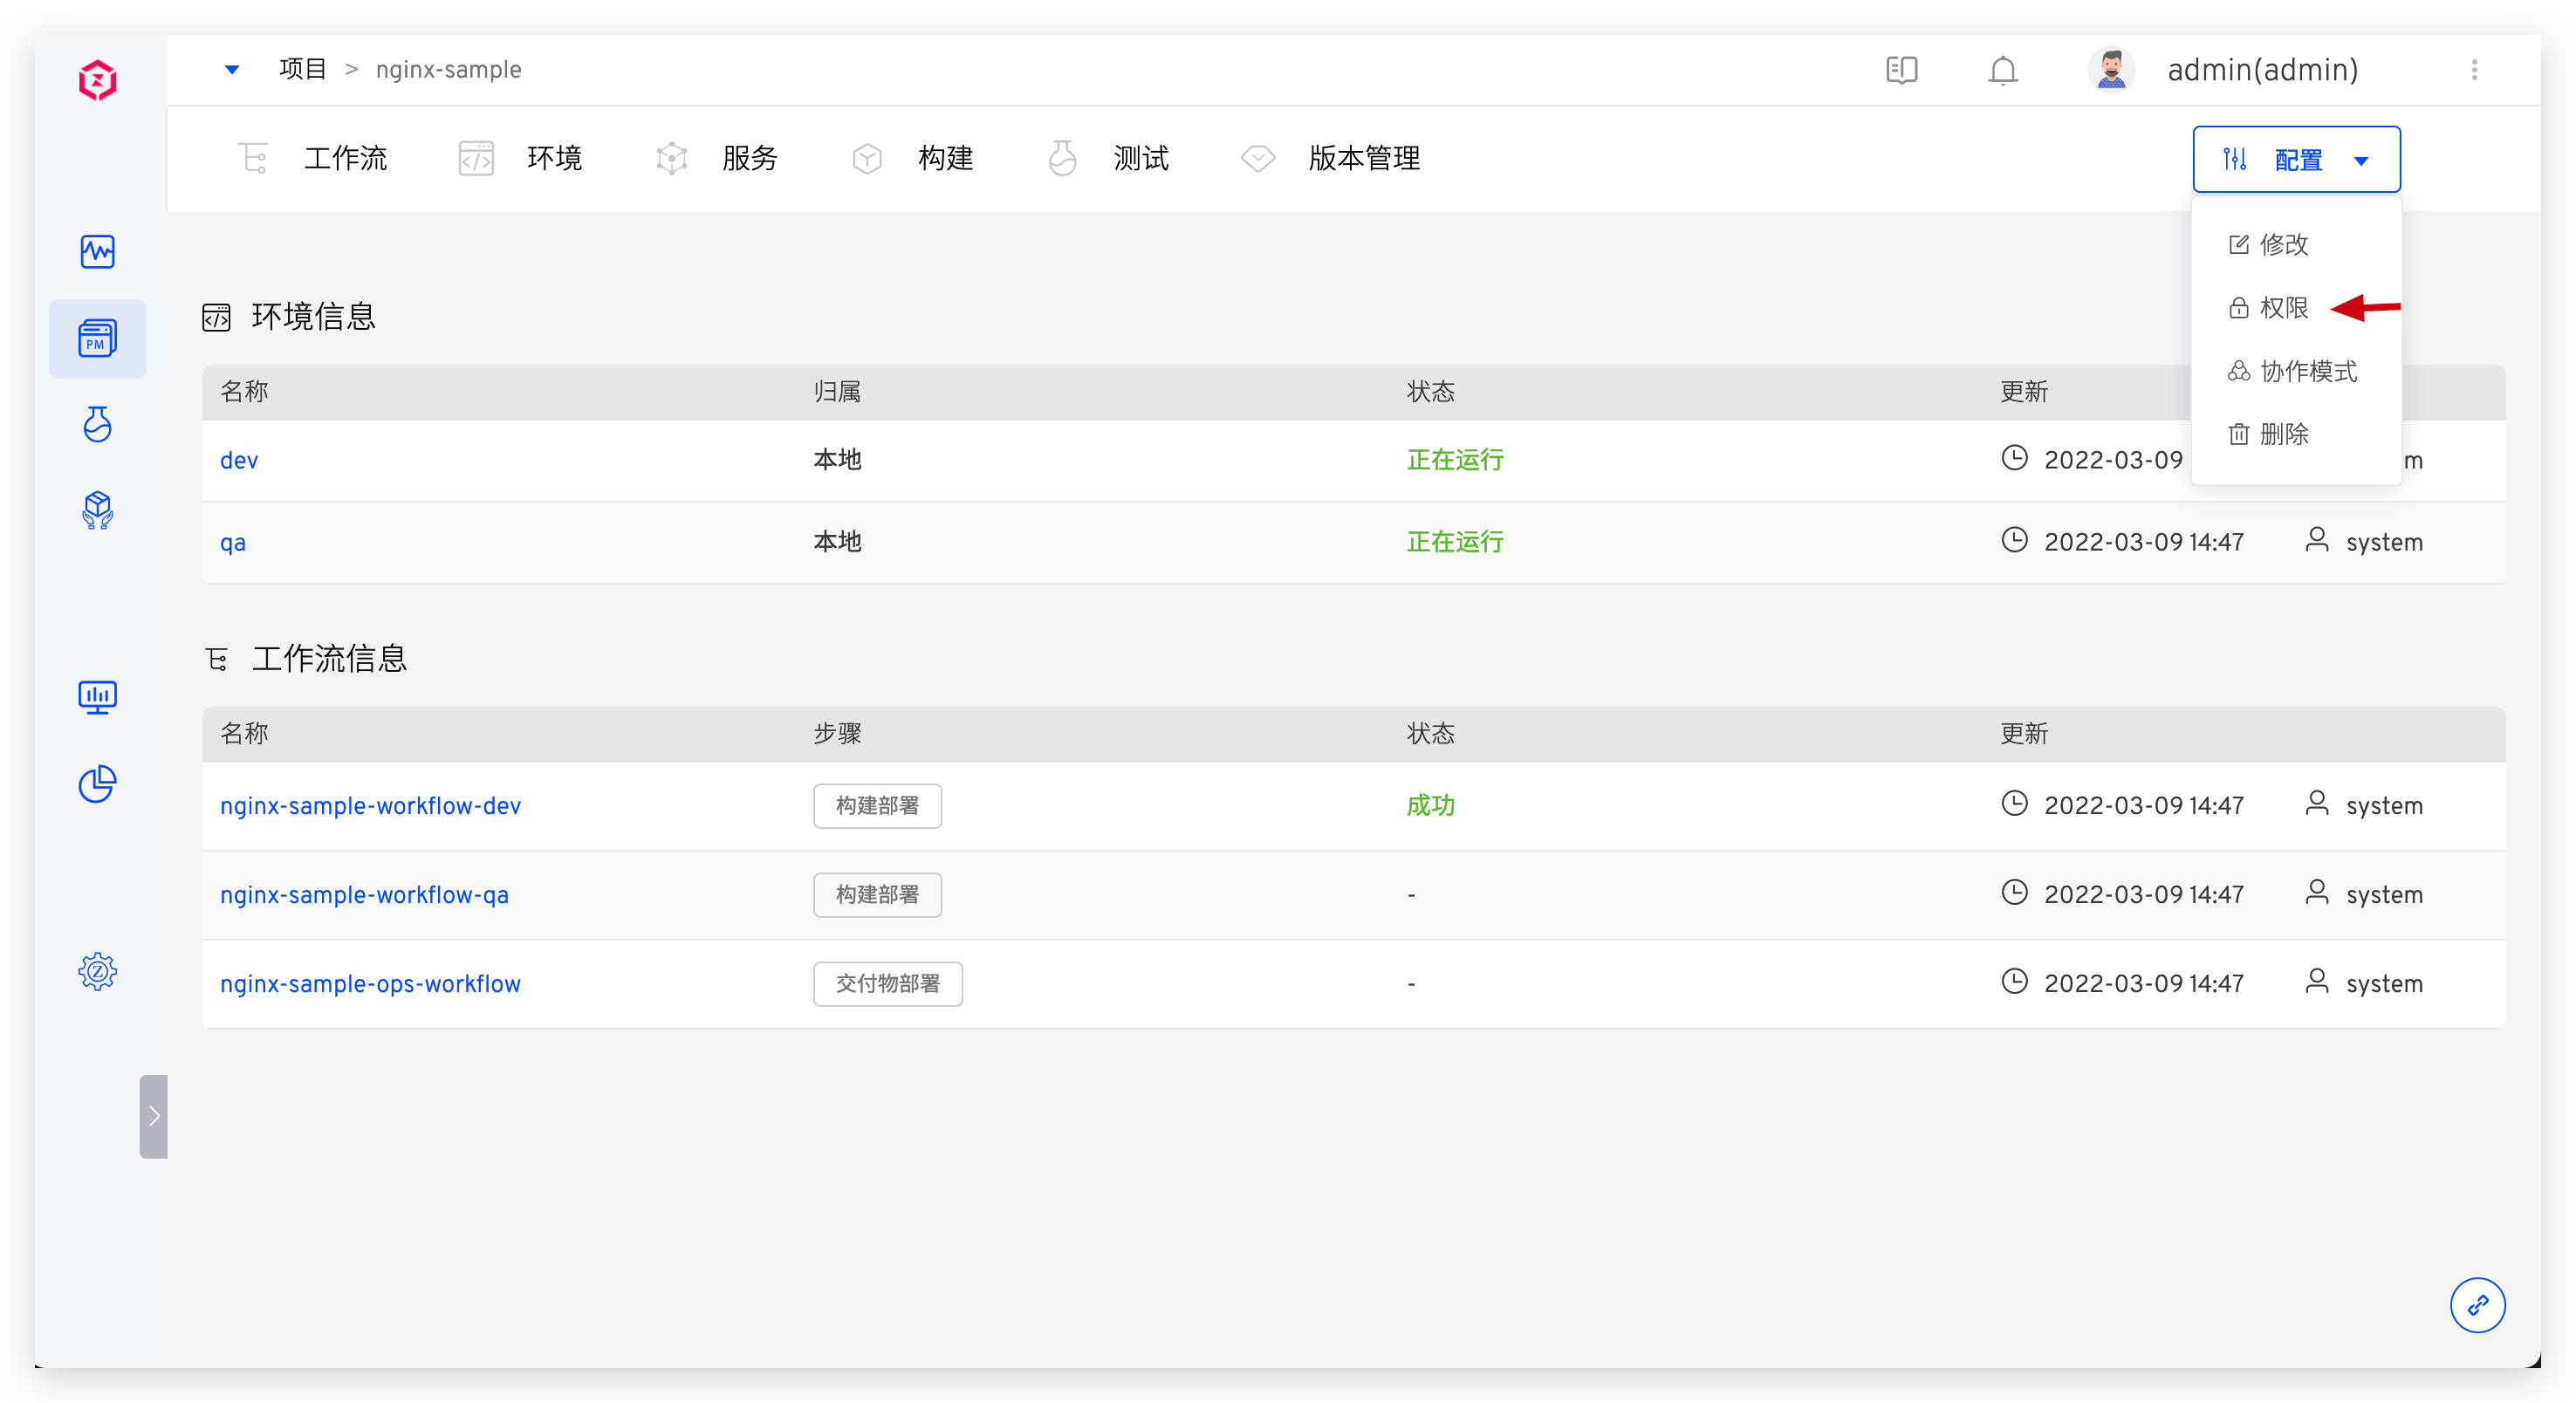 项目 > nginx-sample
admin(admin)
工作流 环境 服务 构建 测试 版本管理
配置
修改
权限
协作模式
删除
PM
环境信息
名称 归属 状态 更新
dev 本地 正在运行 2022-03-09 m
qa 本地 正在运行 2022-03-09 14:47 system
工作流信息
名称 步骤 状态 更新
nginx-sample-workflow-dev 构建部署 成功 2022-03-09 14:47 system
nginx-sample-workflow-qa 构建部署 - 2022-03-09 14:47 system
nginx-sample-ops-workflow 交付物部署 - 2022-03-09 14:47 system